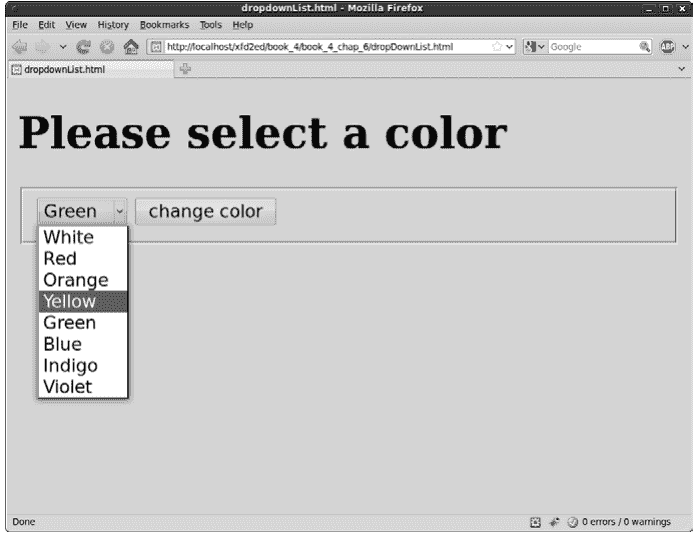 dropdownList.html - Mozilla Firefox
File Edit View History Bookmarks Tools Help
http://localhost/xfd2ed/book_4/book_4_chap_6/dropDownList.html Google ABP
dropdownList.html
Please select a color
Green change color
White
Red
Orange
Yellow
Green
Blue
Indigo
Violet
Done 0 errors / 0 warnings